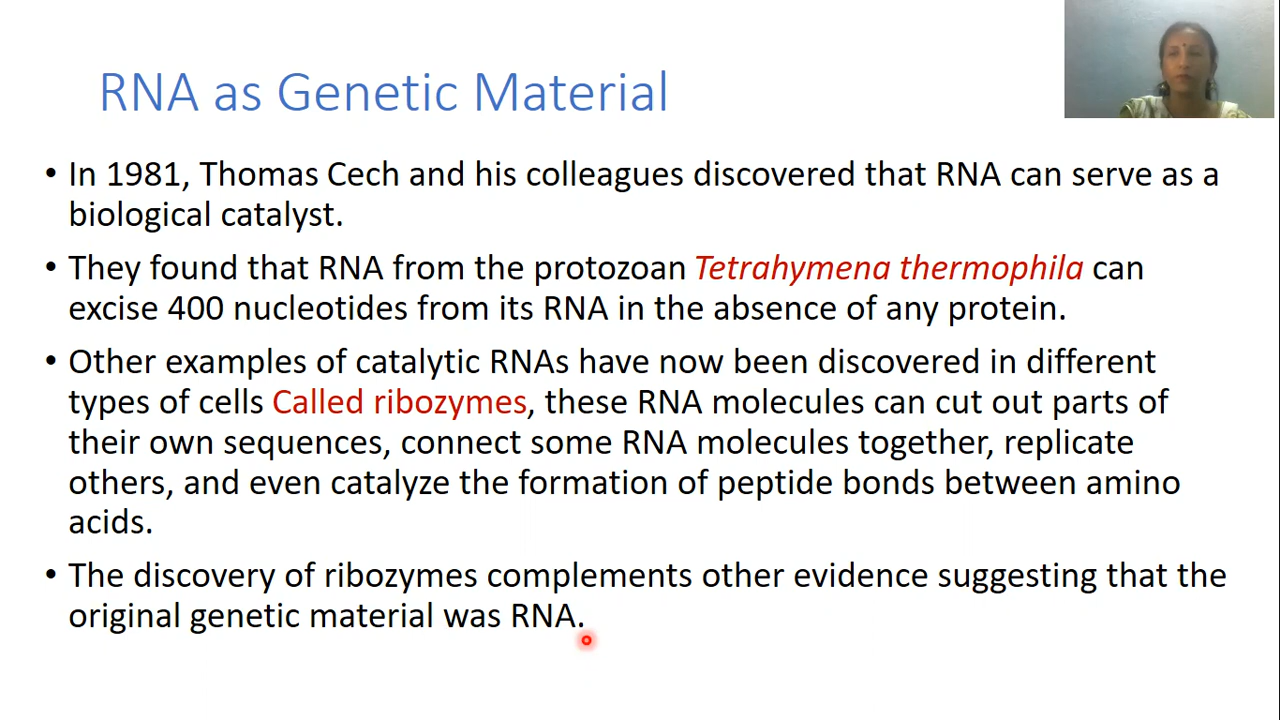 RNA as Genetic Material
• In 1981, Thomas Cech and his colleagues discovered that RNA can serve as a
biological catalyst.
• They found that RNA from the protozoan Tetrahymena thermophila can
excise 400 nucleotides from its RNA in the absence of any protein.
• Other examples of catalytic RNAs have now been discovered in different
types of cells Called ribozymes, these RNA molecules can cut out parts of
their own sequences, connect some RNA molecules together, replicate
others, and even catalyze the formation of peptide bonds between amino
acids.
• The discovery of ribozymes complements other evidence suggesting that the
original genetic material was RNA.